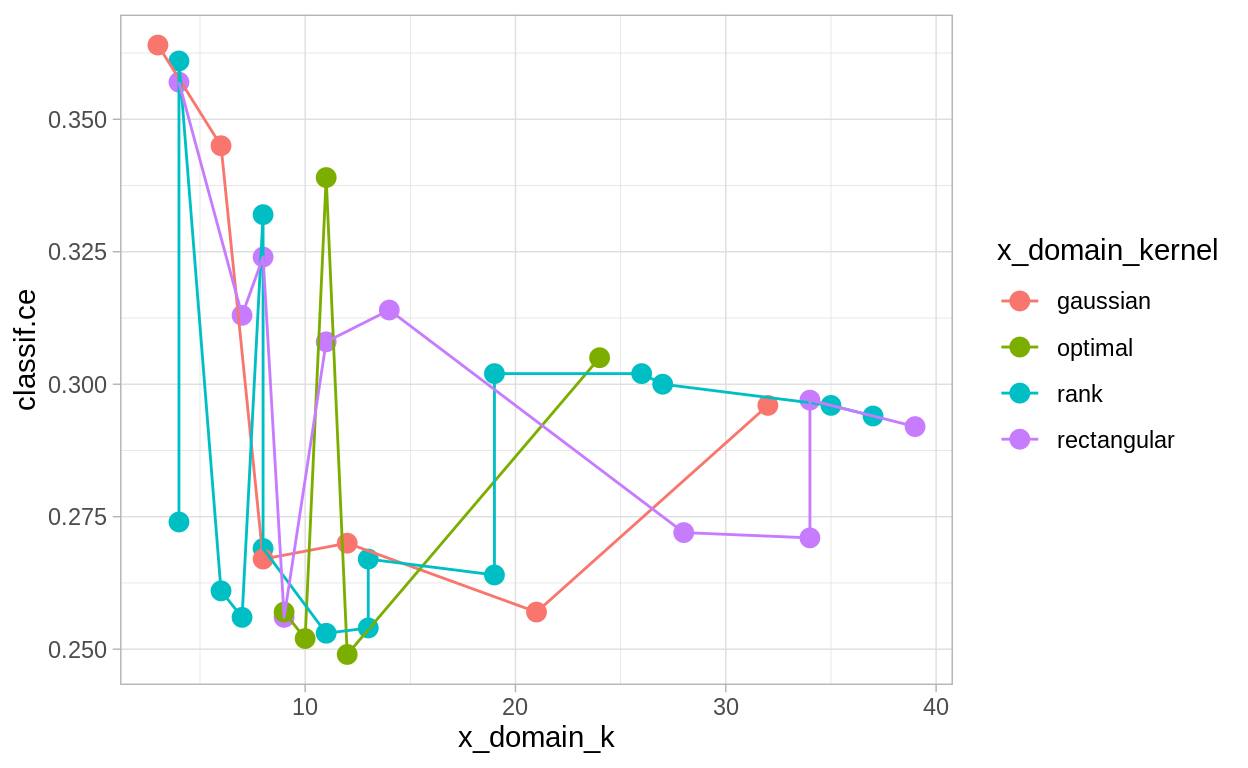 classif.ce
0.350
0.325
0.300
0.275
0.250
10
20
30
40
x_domain_k
x_domain_kernel
gaussian
optimal
rank
rectangular